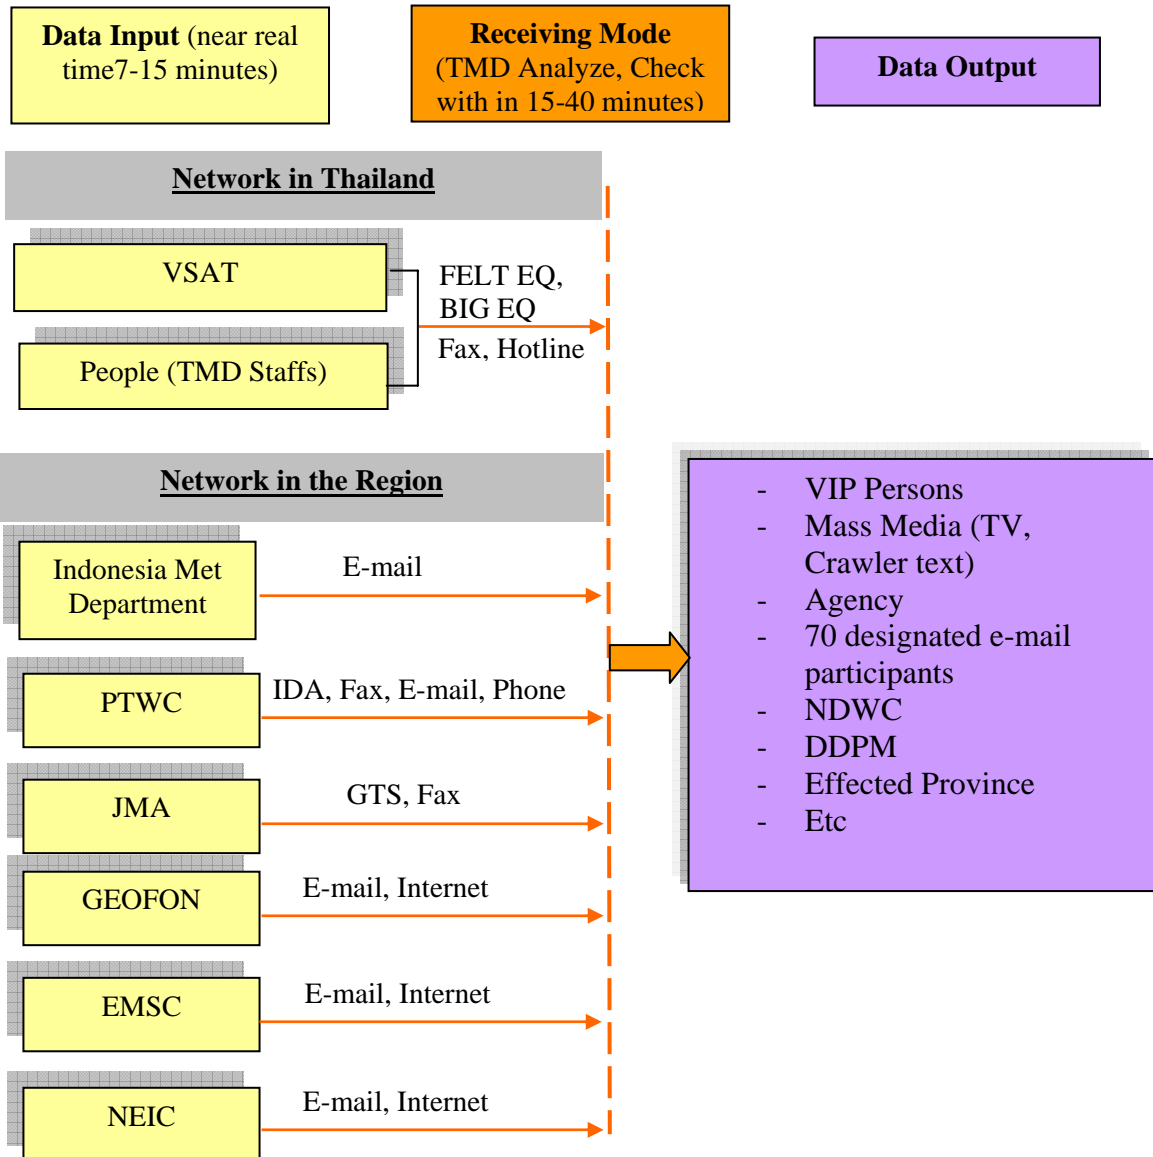 Data Input (near real
time7-15 minutes)
Receiving Mode
(TMD Analyze, Check
with in 15-40 minutes)
Data Output
Network in Thailand
VSAT
People (TMD Staffs)
FELT EQ,
BIG EQ
Fax, Hotline
Network in the Region
Indonesia Met
Department
E-mail
PTWC
IDA, Fax, E-mail, Phone
JMA
GTS, Fax
GEOFON
E-mail, Internet
EMSC
E-mail, Internet
NEIC
E-mail, Internet
- VIP Persons
- Mass Media (TV,
Crawler text)
- Agency
- 70 designated e-mail
participants
- NDWC
- DDPM
- Effected Province
- Etc